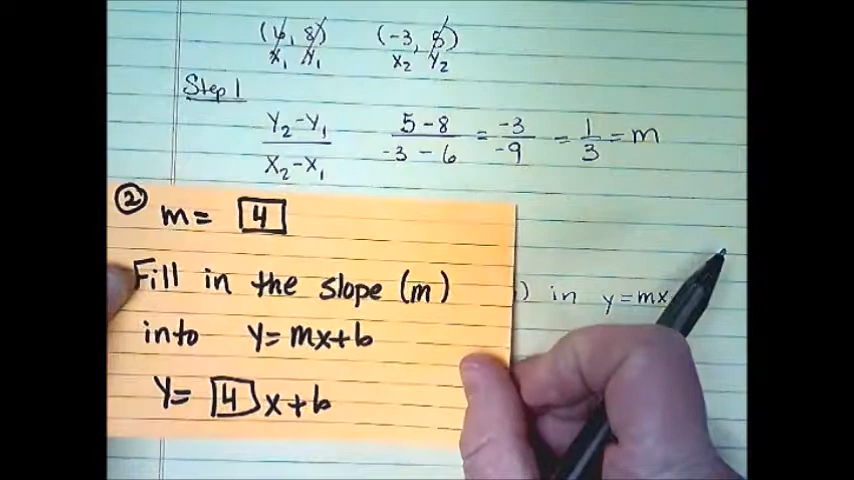 (6, 8) (-3, 5)
X₁ Y₁ X₂ Y₂
Step 1
Y₂-Y₁ / X₂-X₁ 5-8 / -3-6 = -3 / -9 = 1 / 3 = m
② m= 4
Fill in the slope (m)
) in y=mx
into y=mx+b
Y= 4 x+b